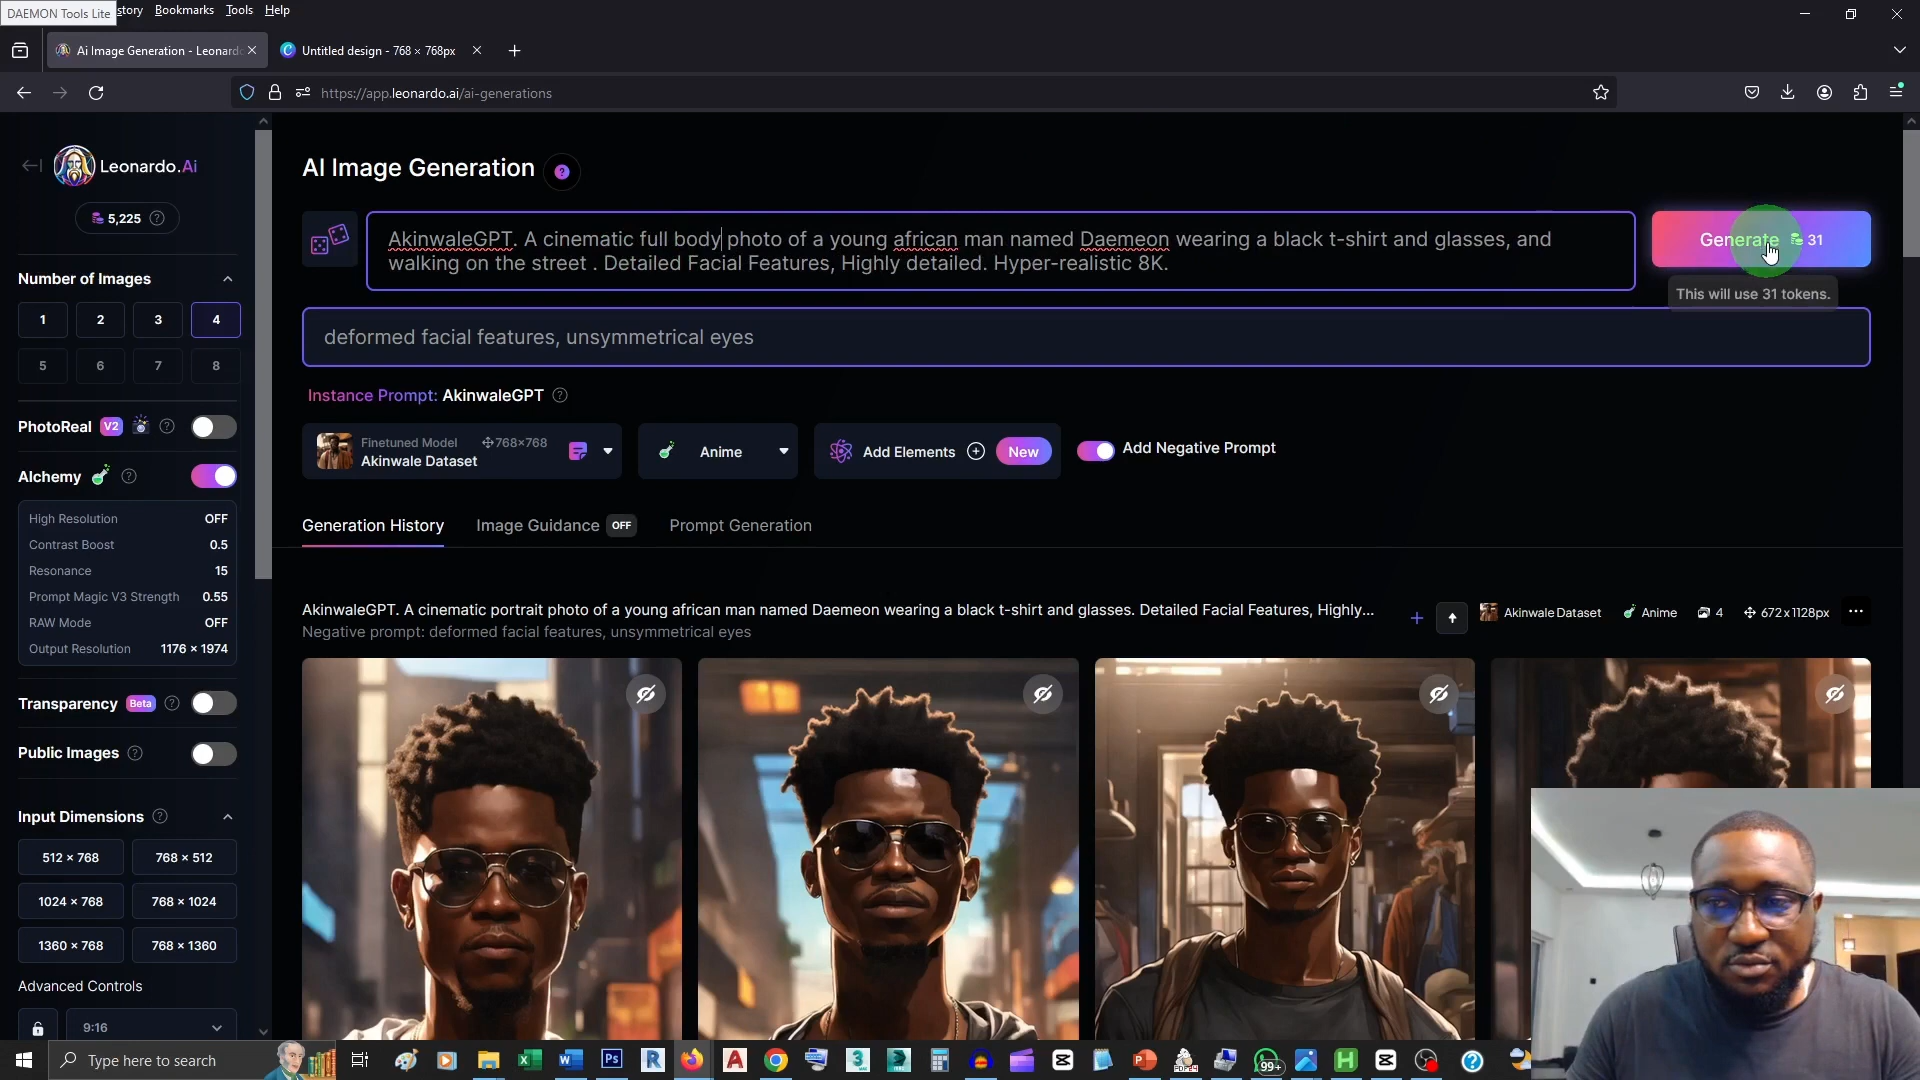 DAEMON Tools Lite
story
Bookmarks
Tools
Help
Ai Image Generation - Leonardo
Untitled design - 768 × 768px
https://app.leonardo.ai/ai-generations
Leonardo.Ai
5,225
AI Image Generation
AkinwaleGPT. A cinematic full body photo of a young african man named Daemeon wearing a black t-shirt and glasses, and
walking on the street . Detailed Facial Features, Highly detailed. Hyper-realistic 8K.
Generate 31
This will use 31 tokens.
deformed facial features, unsymmetrical eyes
Instance Prompt: AkinwaleGPT
Finetuned Model
768×768
Akinwale Dataset
Anime
Add Elements
New
Add Negative Prompt
Generation History
Image Guidance OFF
Prompt Generation
Number of Images
1 2 3 4
5 6 7 8
PhotoReal V2
Alchemy
High Resolution OFF
Contrast Boost 0.5
Resonance 15
Prompt Magic V3 Strength 0.55
RAW Mode OFF
Output Resolution 1176 × 1974
Transparency Beta
Public Images
Input Dimensions
512 × 768 768 × 512
1024 × 768 768 × 1024
1360 × 768 768 × 1360
Advanced Controls
9:16
AkinwaleGPT. A cinematic portrait photo of a young african man named Daemeon wearing a black t-shirt and glasses. Detailed Facial Features, Highly...
Negative prompt: deformed facial features, unsymmetrical eyes
Akinwale Dataset
Anime
4
672x1128px
Type here to search
99+